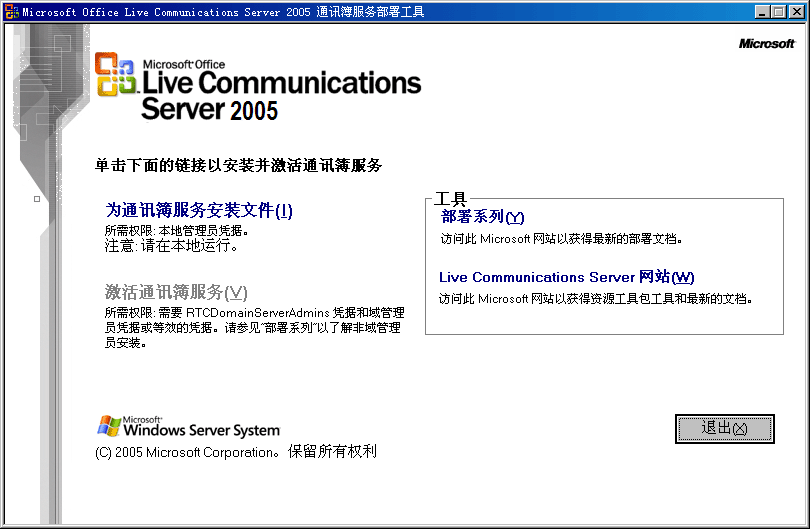 Microsoft Office Live Communications Server 2005 通讯簿服务部署工具
Microsoft
Microsoft Office
Live Communications
Server 2005
单击下面的链接以安装并激活通讯簿服务
为通讯簿服务安装文件(I)
所需权限: 本地管理员凭据。
注意: 请在本地运行。
激活通讯簿服务(V)
所需权限: 需要 RTCDomainServerAdmins 凭据和域管理
员凭据或等效的凭据。请参见“部署系列”以了解非域管理
员安装。
工具
部署系列(Y)
访问此 Microsoft 网站以获得最新的部署文档。
Live Communications Server 网站(W)
访问此 Microsoft 网站以获得资源工具包工具和最新的文档。
Microsoft
Windows Server System
(C) 2005 Microsoft Corporation。保留所有权利
退出(X)